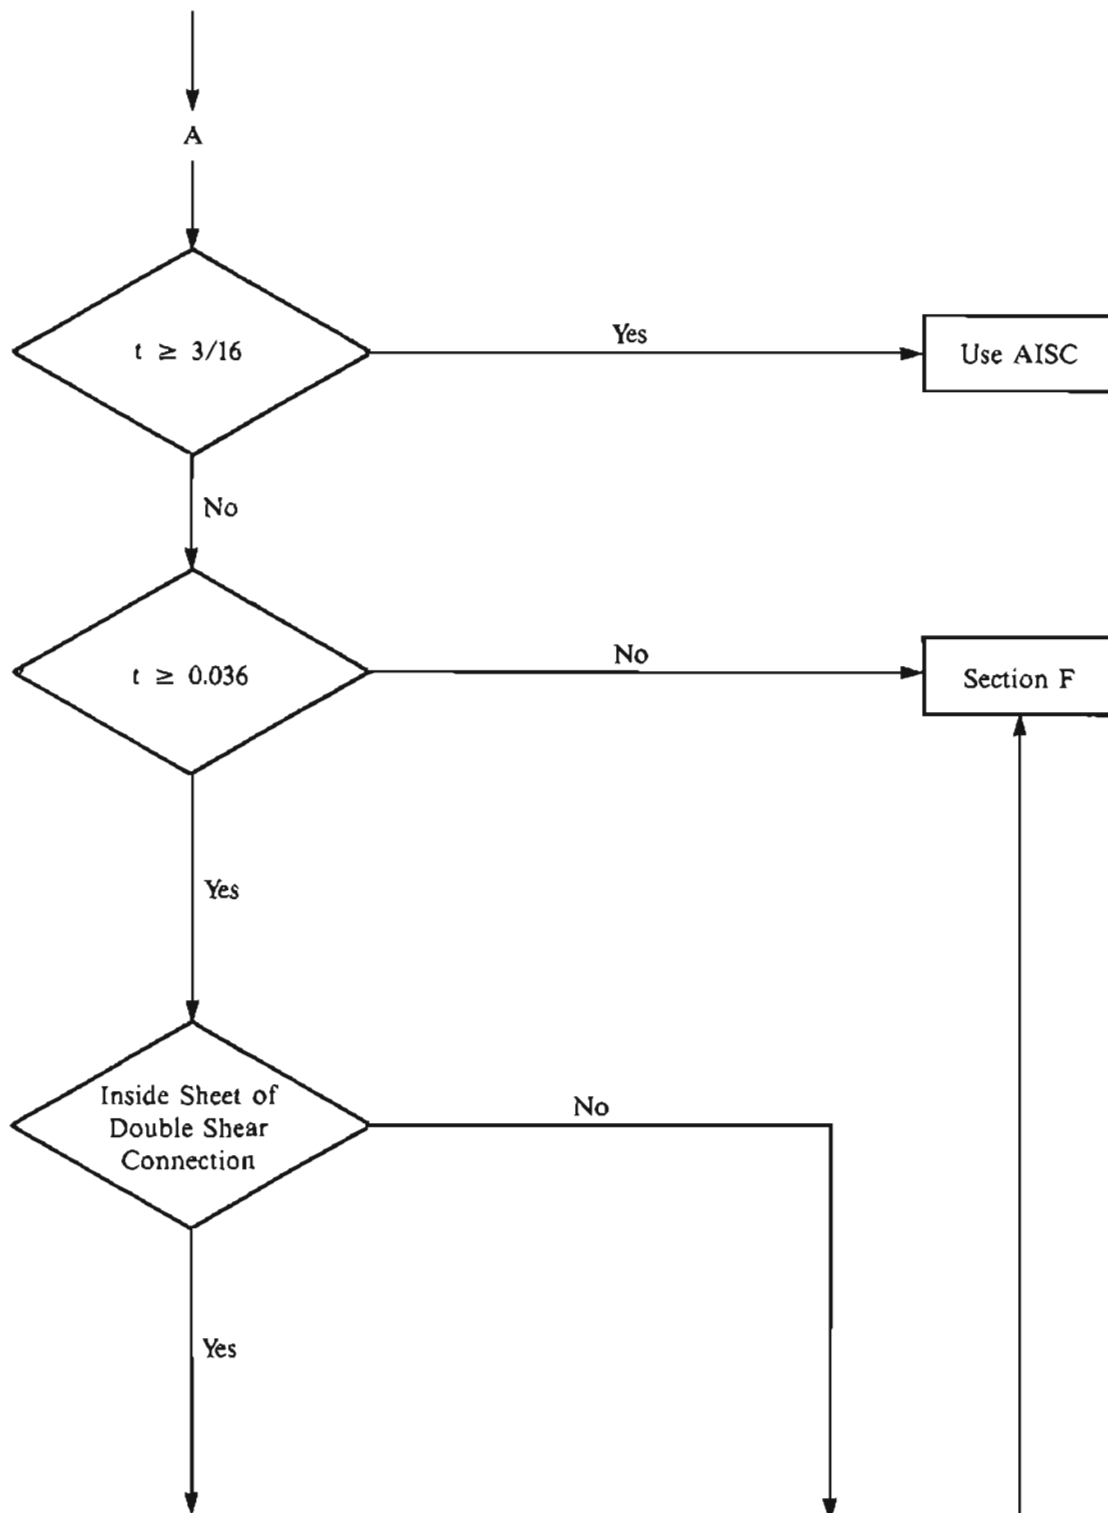 A
t ≥ 3/16
Yes
Use AISC
No
t ≥ 0.036
No
Section F
Yes
Inside Sheet of
Double Shear
Connection
No
Yes